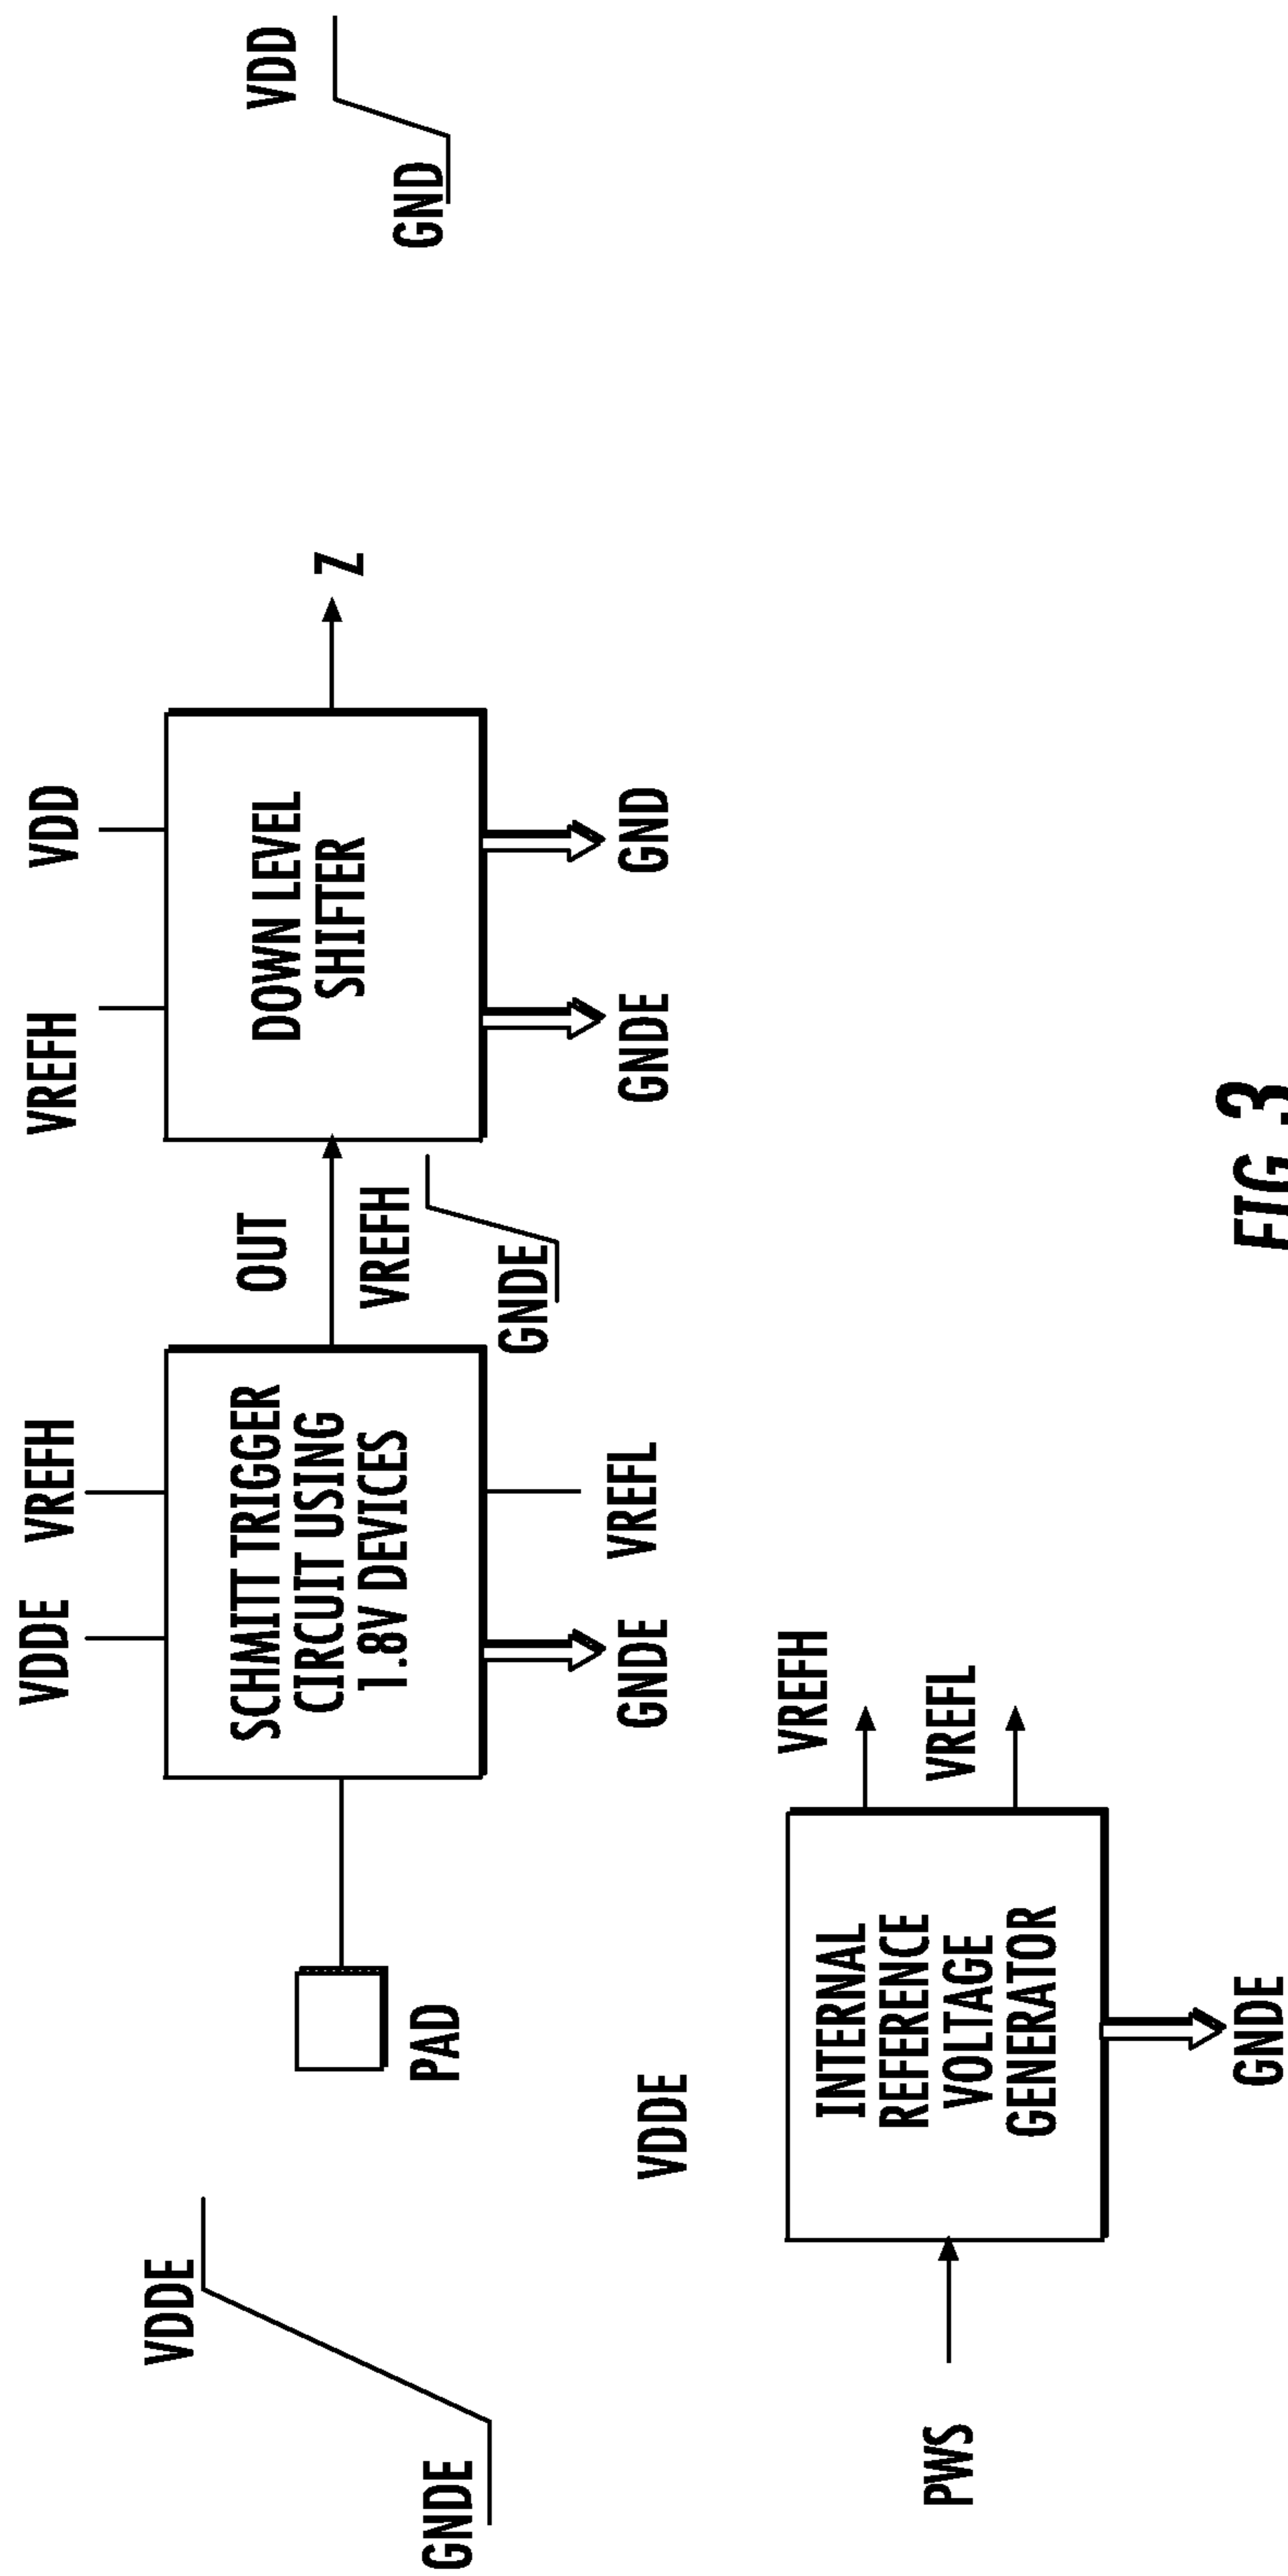 VDDE
GNDE
PAD
VDDE
VREFH
SCHMITT TRIGGER
CIRCUIT USING
1.8V DEVICES
GNDE
VREFL
OUT
VREFH
GNDE
VREFH
VDD
DOWN LEVEL
SHIFTER
GNDE
GND
Z
VDD
GND
PWS
VDDE
INTERNAL
REFERENCE
VOLTAGE
GENERATOR
VREFH
VREFL
GNDE
FIG. 3